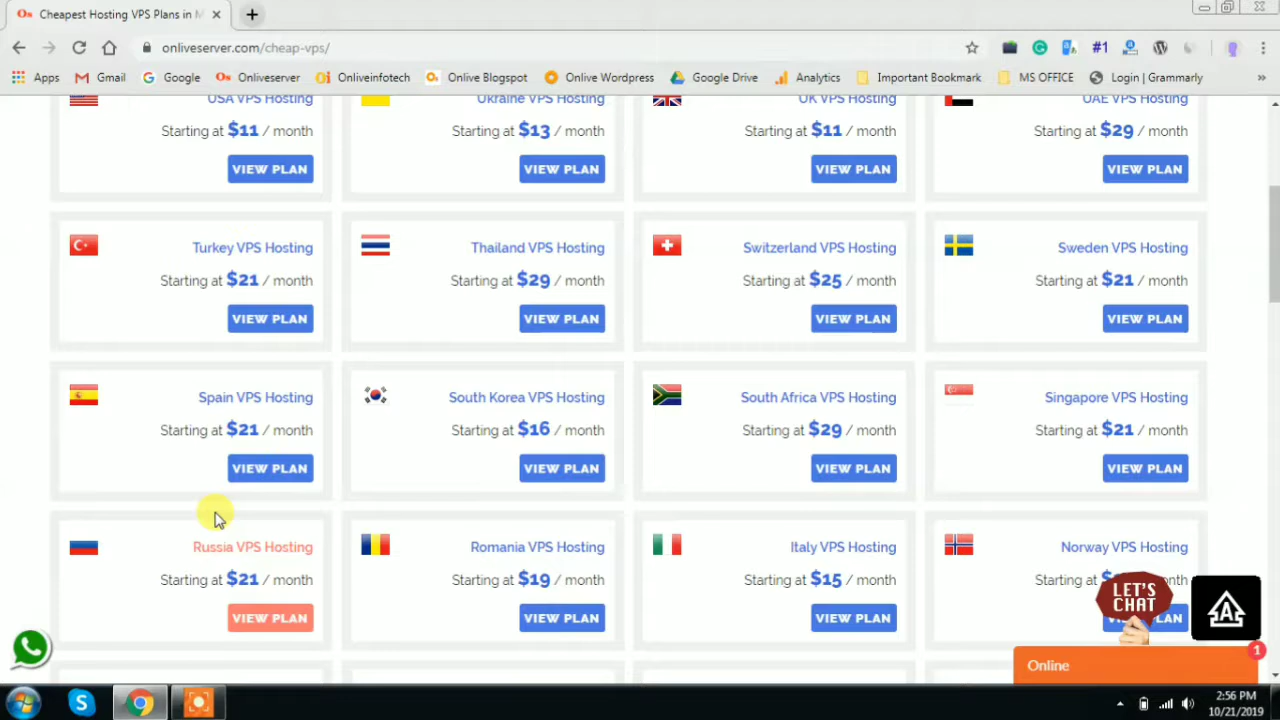 Cheapest Hosting VPS Plans in M
onliveserver.com/cheap-vps/
#1
Apps Gmail Google Onliveserver Onliveinfotech Online Blogspot Onlive Wordpress Google Drive Analytics Important Bookmark MS OFFICE Login | Grammarly »
USA VPS Hosting Ukraine VPS Hosting UK VPS Hosting UAE VPS Hosting
Starting at $11 / month Starting at $13 / month Starting at $11 / month Starting at $29 / month
VIEW PLAN VIEW PLAN VIEW PLAN VIEW PLAN
Turkey VPS Hosting Thailand VPS Hosting Switzerland VPS Hosting Sweden VPS Hosting
Starting at $21 / month Starting at $29 / month Starting at $25 / month Starting at $21 / month
VIEW PLAN VIEW PLAN VIEW PLAN VIEW PLAN
Spain VPS Hosting South Korea VPS Hosting South Africa VPS Hosting Singapore VPS Hosting
Starting at $21 / month Starting at $16 / month Starting at $29 / month Starting at $21 / month
VIEW PLAN VIEW PLAN VIEW PLAN VIEW PLAN
Russia VPS Hosting Romania VPS Hosting Italy VPS Hosting Norway VPS Hosting
Starting at $21 / month Starting at $19 / month Starting at $15 / month Starting at / month
VIEW PLAN VIEW PLAN VIEW PLAN PLAN
LET'S
CHAT
A
Online
1
2:56 PM
10/21/2019